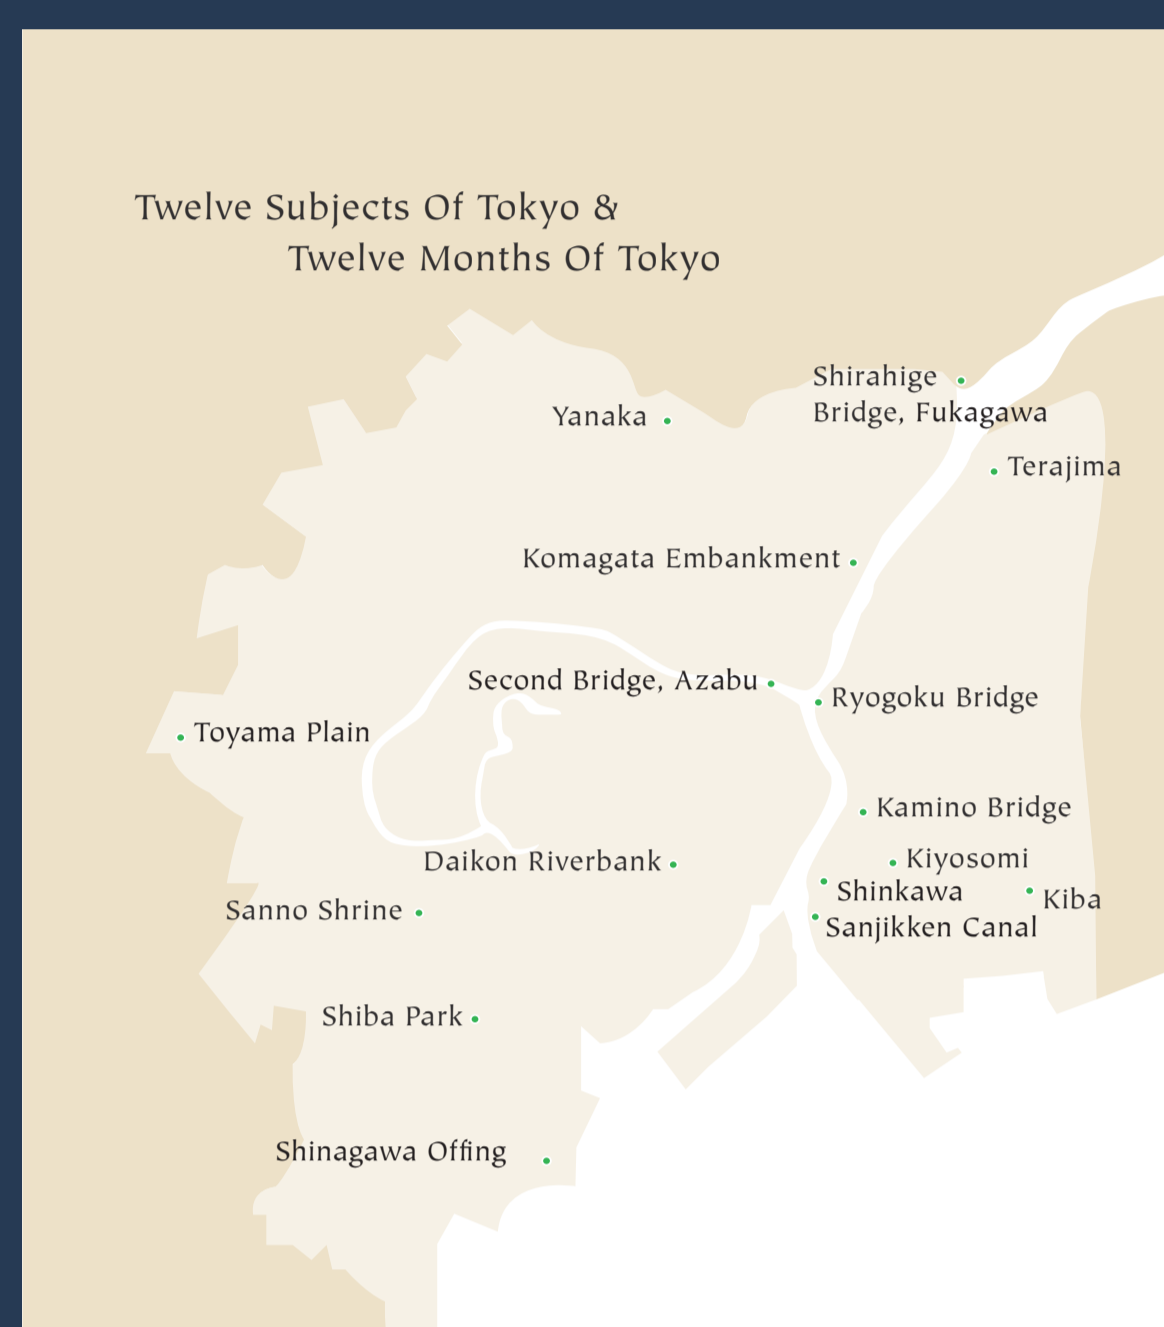 Twelve Subjects Of Tokyo &
Twelve Months Of Tokyo
Shirahige
Bridge, Fukagawa
Yanaka
Terajima
Komagata Embankment
Second Bridge, Azabu
Ryogoku Bridge
Toyama Plain
Kamino Bridge
Kiyosomi
Daikon Riverbank
Shinkawa
Kiba
Sanno Shrine
Sanjikken Canal
Shiba Park
Shinagawa Offing